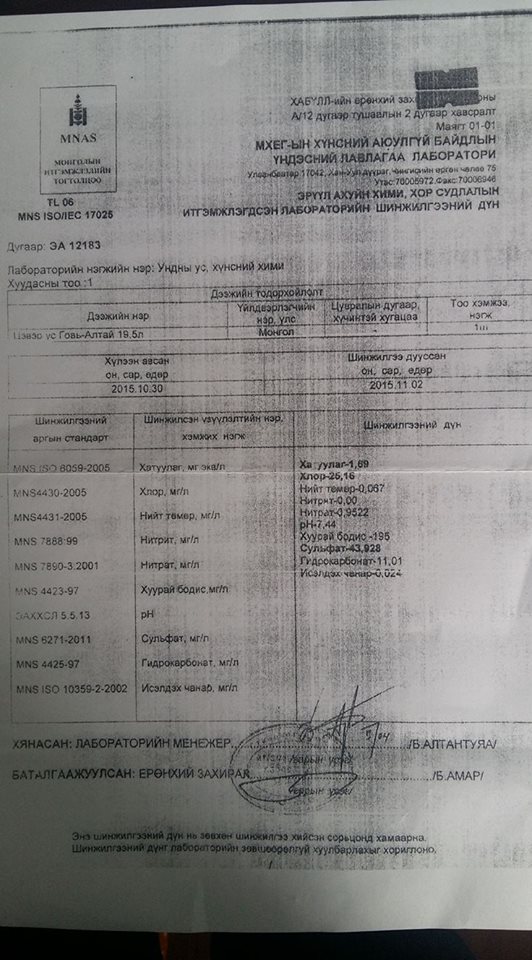 ХАБҮЛЛ-ийн ерөнхий
А/12 дугаар тушаалын 2 дугаар хавсралт
Маягт 01-01
МХЕГ-ЫН ХҮНСНИЙ АЮУЛГҮЙ БАЙДЛЫН
ҮНДЭСНИЙ ЛАВЛАГАА ЛАБОРАТОРИ
Улаанбаатар 17042, Хан-Уул дүүрэг, Чингисийн өргөн чөлөө 75
Утас:70005972,Факс:70006946
ЭРҮҮЛ АХУЙН ХИМИ, ХОР СУДЛАЛЫН
ИТГЭМЖЛЭГДСЭН ЛАБОРАТОРИЙН ШИНЖИЛГЭЭНИЙ ДҮН
MNAS
МОНГОЛЫН
ИТГЭМЖЛЭЛИЙН
ТОГТОЛЦОО
TL 06
MNS ISO/IEC 17025
Дугаар: ЭА 12183
Лабораторийн нэгжийн нэр: Ундны ус, хүнсний хими
Хуудасны тоо :1
Дээжийн тодорхойлолт
Дээжийн нэр
Үйлдвэрлэгчийн нэр, улс
Цувралын дугаар, хүчинтэй хугацаа
Тоо хэмжээ, нэгж
Цэвэр ус Говь-Алтай 19.5л
Монгол
-
1ш
Хүлээн авсан он, сар, өдөр
Шинжилгээ дууссан он, сар, өдөр
2015.10.30
2015.11.02
Шинжилгээний аргын стандарт
Шинжилсэн үзүүлэлтийн нэр, хэмжих нэгж
Шинжилгээний дүн
MNS ISO 6059-2005
Хатуулаг, мг.экв/л
Хатуулаг-1,69
Хлор-25,16
MNS4430-2005
Хлор, мг/л
Нийт төмөр-0,067
Нитрит-0,00
MNS4431-2005
Нийт төмөр, мг/л
Нитрат-0,9522
pH-7,44
MNS 7888:99
Нитрит, мг/л
Хуурай бодис -195
Сульфат-43,928
MNS 7890-3:2001
Нитрат, мг/л
Гидрокарбонат-11,01
Исэлдэх чанар-0,024
MNS 4423-97
Хуурай бодис,мг/л
ЗАХХСЛ 5.5.13
pH
MNS 6271-2011
Сульфат, мг/л
MNS 4425-97
Гидрокарбонат, мг/л
MNS ISO 10359-2-2002
Исэлдэх чанар, мг/л
ХЯНАСАН: ЛАБОРАТОРИЙН МЕНЕЖЕР
/Б.АЛТАНТУЯА/
/гарын үсэг/
БАТАЛГААЖУУЛСАН: ЕРӨНХИЙ ЗАХИРАЛ
/Б.АМАР/
/гарын үсэг/
Энэ шинжилгээний дүн нь зөвхөн шинжилгээ хийсэн сорьцонд хамаарна.
Шинжилгээний дүнг лабораторийн зөвшөөрөлгүй хуулбарлахыг хориглоно.